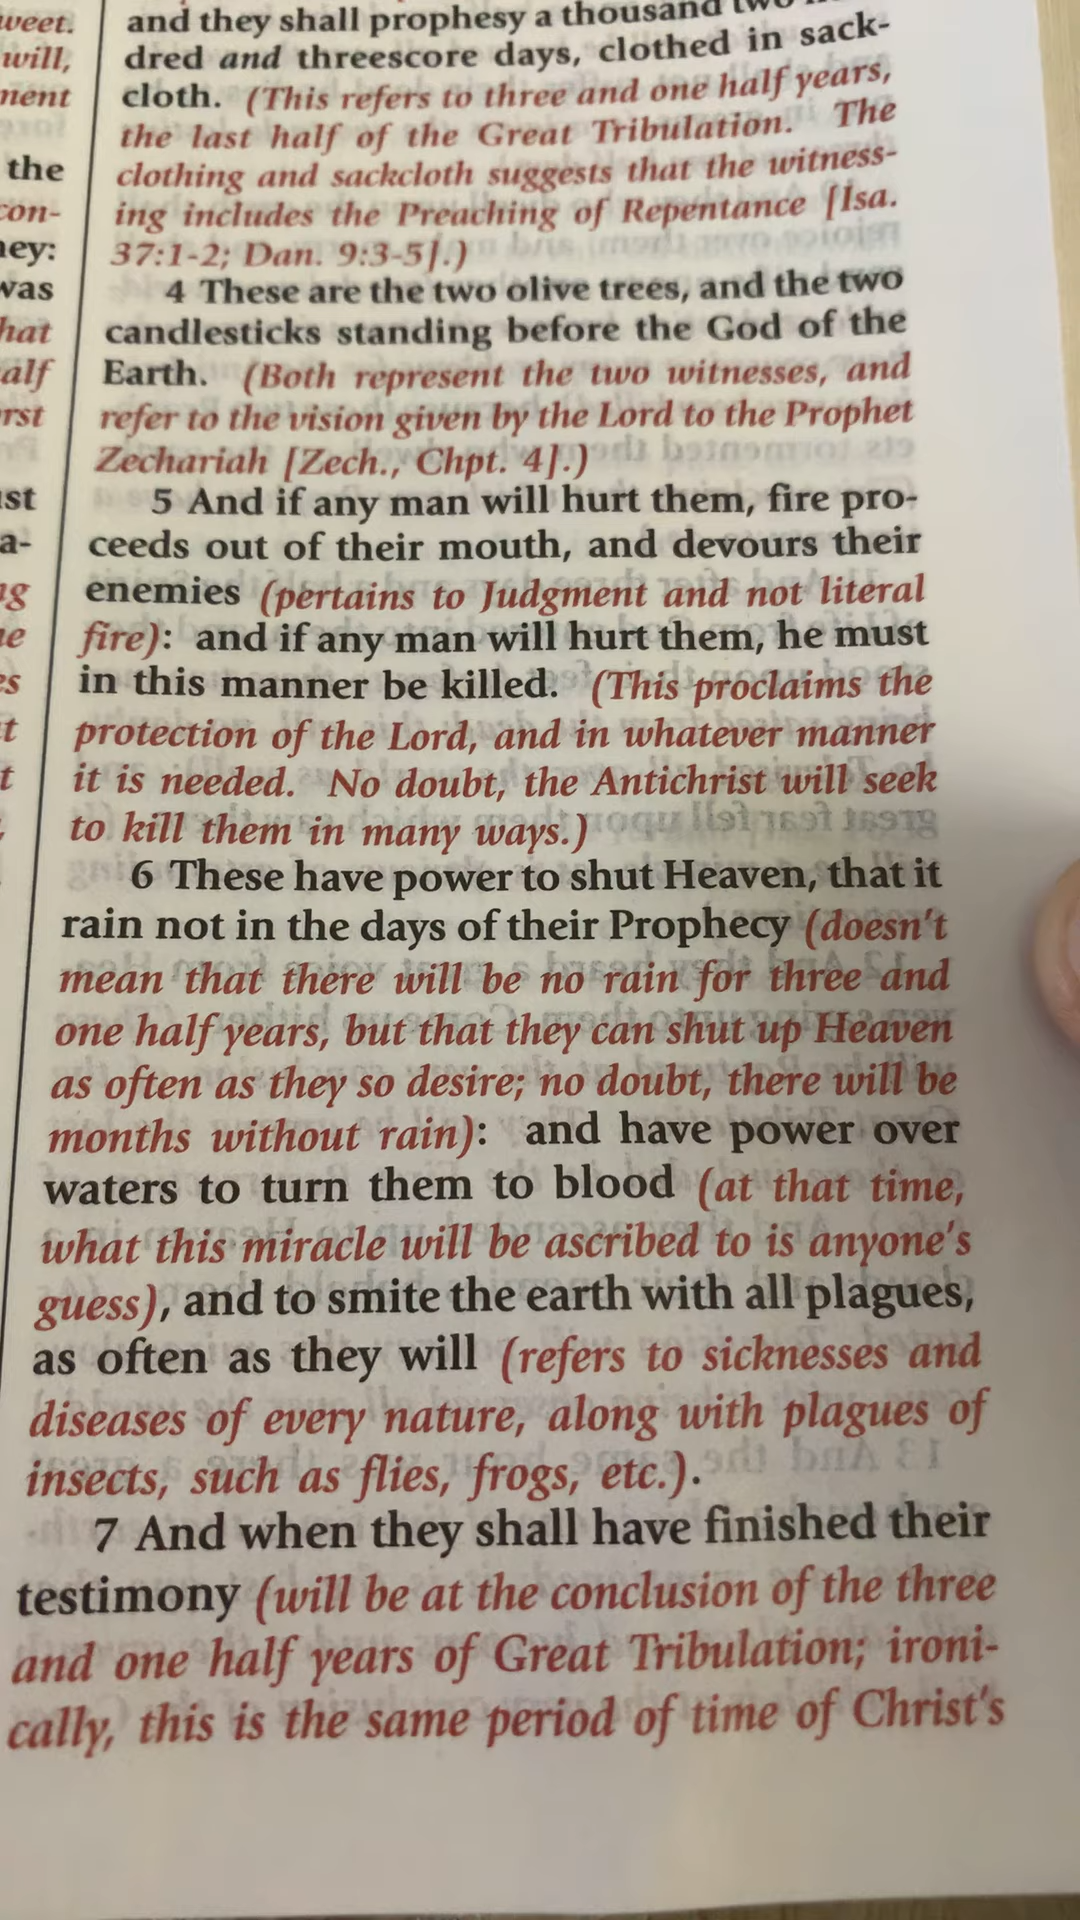 weet.
will,
ment
the
con-
ney:
was
hat
alf
rst
ust
a-
ng
ne
es
t
t
and they shall prophesy a thousand two
dred and threescore days, clothed in sack-
cloth. (This refers to three and one half years,
the last half of the Great Tribulation. The
clothing and sackcloth suggests that the witness-
ing includes the Preaching of Repentance [Isa.
37:1-2; Dan. 9:3-5].)
4 These are the two olive trees, and the two
candlesticks standing before the God of the
Earth. (Both represent the two witnesses, and
refer to the vision given by the Lord to the Prophet
Zechariah [Zech., Chpt. 4].)
5 And if any man will hurt them, fire pro-
ceeds out of their mouth, and devours their
enemies (pertains to Judgment and not literal
fire): and if any man will hurt them, he must
in this manner be killed. (This proclaims the
protection of the Lord, and in whatever manner
it is needed. No doubt, the Antichrist will seek
to kill them in many ways.)
6 These have power to shut Heaven, that it
rain not in the days of their Prophecy (doesn't
mean that there will be no rain for three and
one half years, but that they can shut up Heaven
as often as they so desire; no doubt, there will be
months without rain): and have power over
waters to turn them to blood (at that time,
what this miracle will be ascribed to is anyone's
guess), and to smite the earth with all plagues,
as often as they will (refers to sicknesses and
diseases of every nature, along with plagues of
insects, such as flies, frogs, etc.).
7 And when they shall have finished their
testimony (will be at the conclusion of the three
and one half years of Great Tribulation; ironi-
cally, this is the same period of time of Christ's